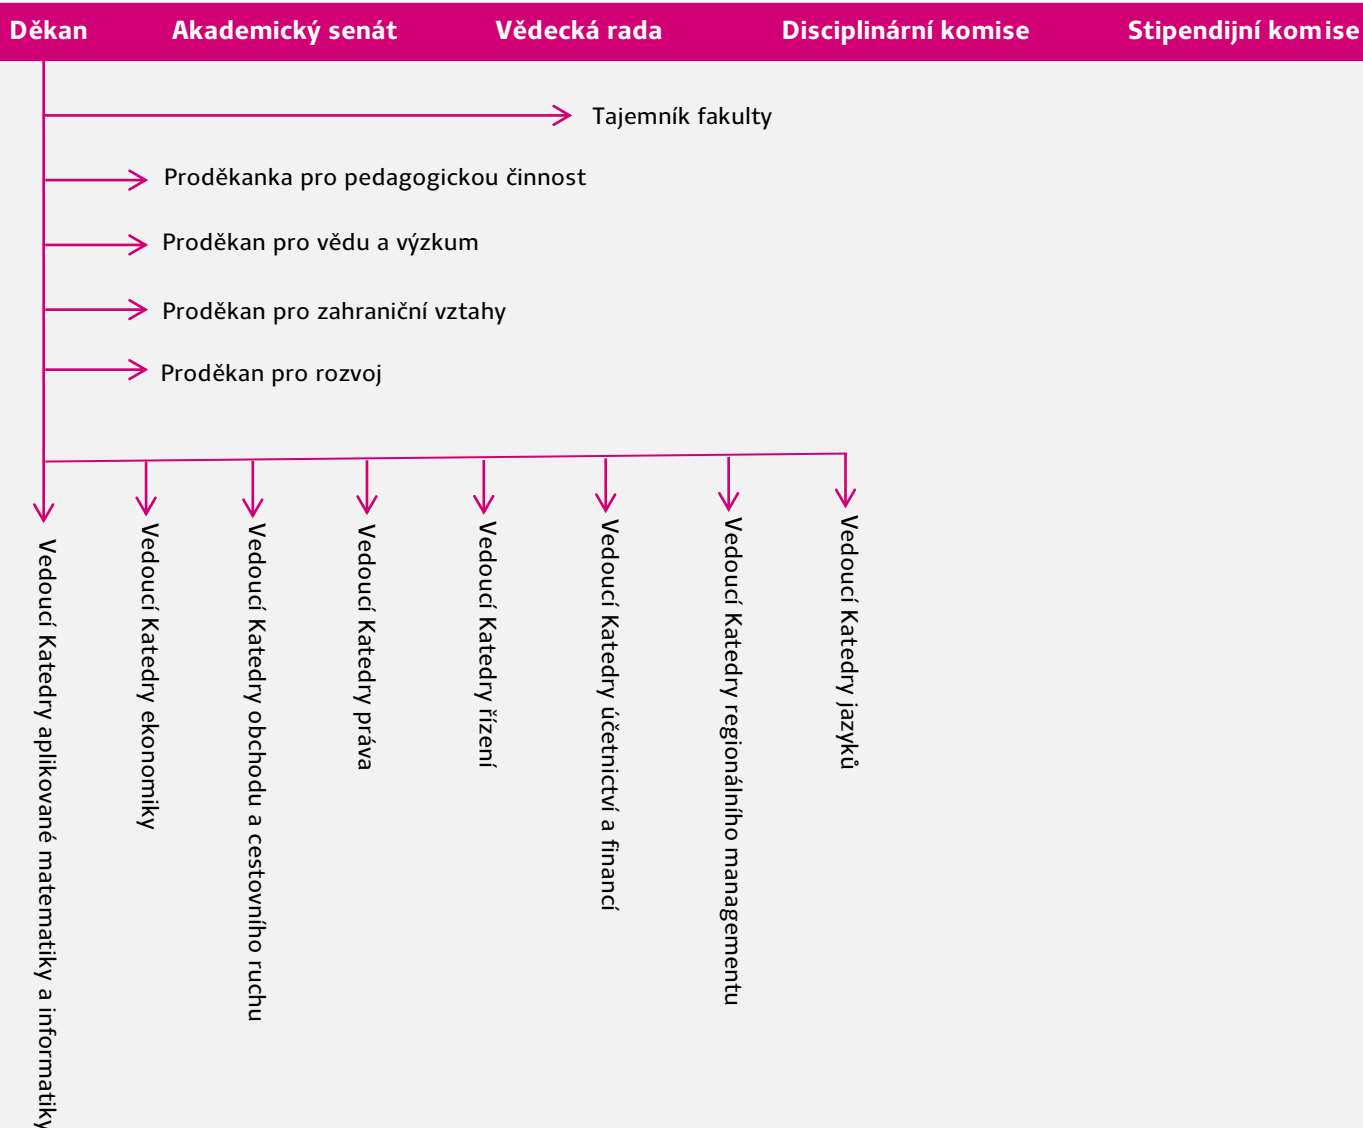 Děkan Akademický senát Vědecká rada Disciplinární komise Stipendijní komise
Tajemník fakulty
Proděkanka pro pedagogickou činnost
Proděkan pro vědu a výzkum
Proděkan pro zahraniční vztahy
Proděkan pro rozvoj
Vedoucí Katedry aplikované matematiky a informatiky
Vedoucí Katedry ekonomiky
Vedoucí Katedry obchodu a cestovního ruchu
Vedoucí Katedry práva
Vedoucí Katedry řízení
Vedoucí Katedry účetnictví a financí
Vedoucí Katedry regionálního managementu
Vedoucí Katedry jazyků